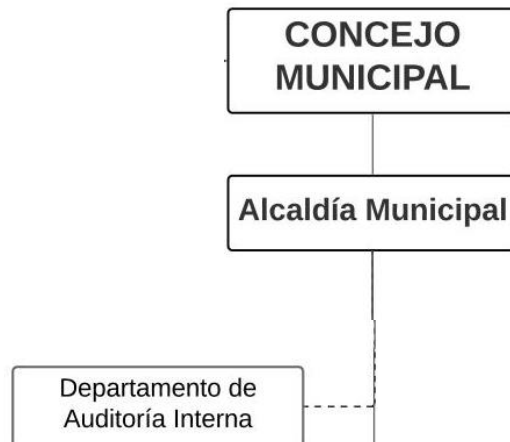 CONCEJO
MUNICIPAL
Alcaldía Municipal
Departamento de
Auditoría Interna